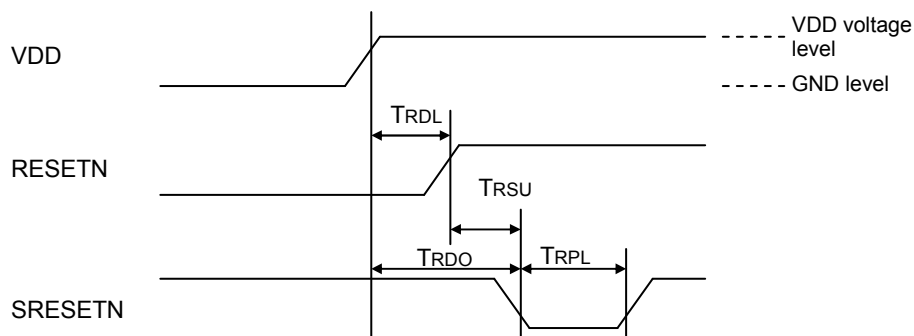 VDD
VDD voltage
level
----- GND level
TRDL
RESETN
TRSU
TRDO
TRPL
SRESETN